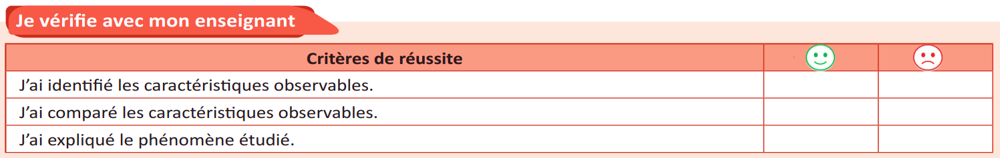 Je vérifie avec mon enseignant
Critères de réussite
J’ai identifié les caractéristiques observables.
J’ai comparé les caractéristiques observables.
J’ai expliqué le phénomène étudié.